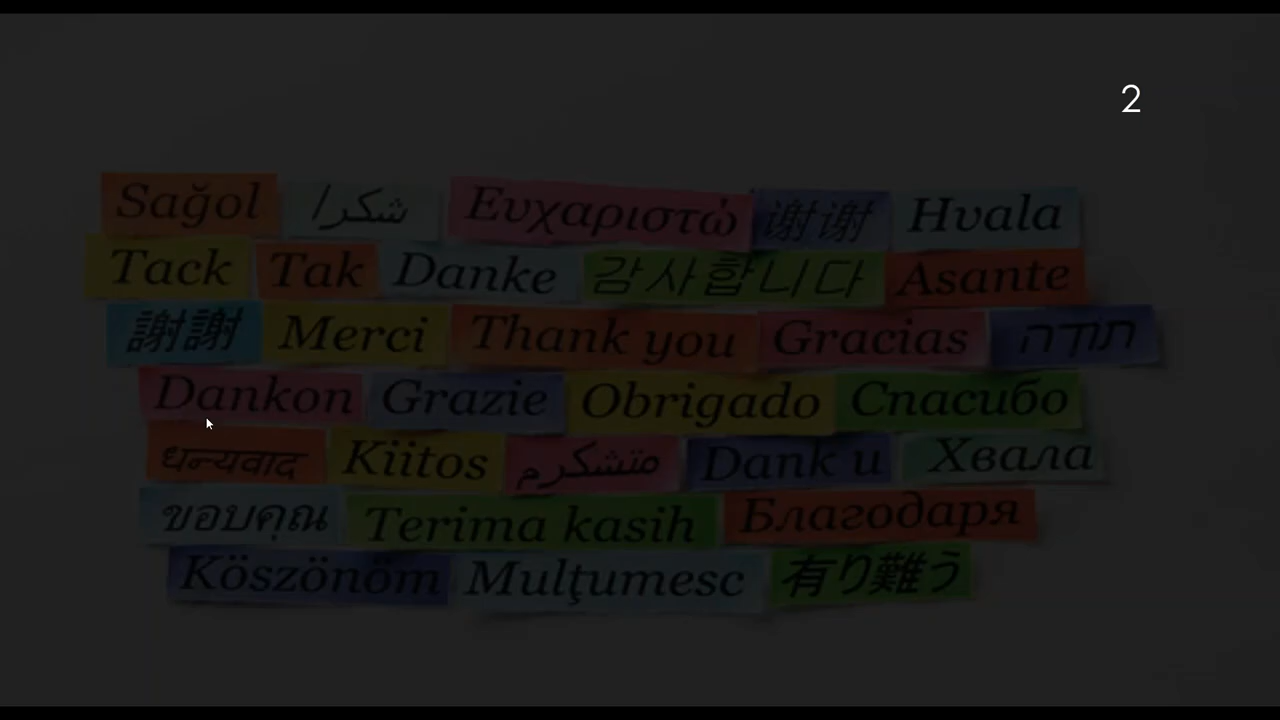 2
Sağol شكرا Ευχαριστώ 谢谢 Hvala
Tack Tak Danke 감사합니다 Asante
謝謝 Merci Thank you Gracias תודה
Dankon Grazie Obrigado Спасибо
धन्यवाद Kiitos متشکرم Dank u Хвала
ขอบคุณ Terima kasih Благодаря
Köszönöm Mulţumesc 有り難う